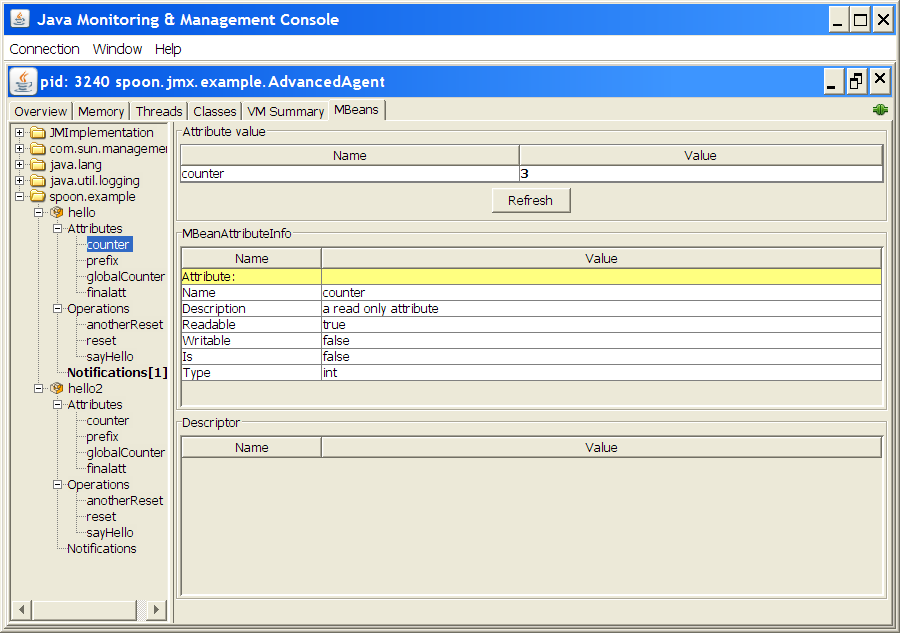 Java Monitoring & Management Console
Connection Window Help
pid: 3240 spoon.jmx.example.AdvancedAgent
Overview Memory Threads Classes VM Summary MBeans
JMImplementation
com.sun.managemen
java.lang
java.util.logging
spoon.example
hello
Attributes
counter
prefix
globalCounter
finalatt
Operations
anotherReset
reset
sayHello
Notifications[1]
hello2
Attributes
counter
prefix
globalCounter
finalatt
Operations
anotherReset
reset
sayHello
Notifications
Attribute value
Name Value
counter 3
Refresh
MBeanAttributeInfo
Name Value
Attribute:
Name counter
Description a read only attribute
Readable true
Writable false
Is false
Type int
Descriptor
Name Value